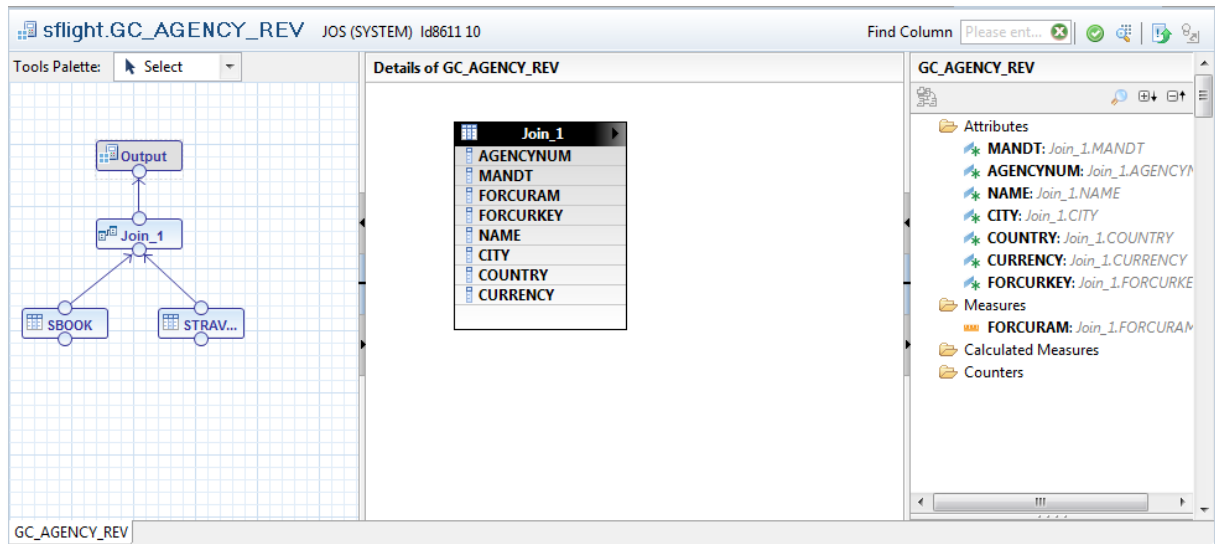 sflight.GC_AGENCY_REV JOS (SYSTEM) ld8611 10
Find Column Please ent...
Tools Palette: Select
Output
Join_1
SBOOK
STRAV...
GC_AGENCY_REV
Details of GC_AGENCY_REV
Join_1
AGENCYNUM
MANDT
FORCURAM
FORCURKEY
NAME
CITY
COUNTRY
CURRENCY
GC_AGENCY_REV
Attributes
MANDT: Join_1.MANDT
AGENCYNUM: Join_1.AGENCYN
NAME: Join_1.NAME
CITY: Join_1.CITY
COUNTRY: Join_1.COUNTRY
CURRENCY: Join_1.CURRENCY
FORCURKEY: Join_1.FORCURKE
Measures
FORCURAM: Join_1.FORCURAM
Calculated Measures
Counters